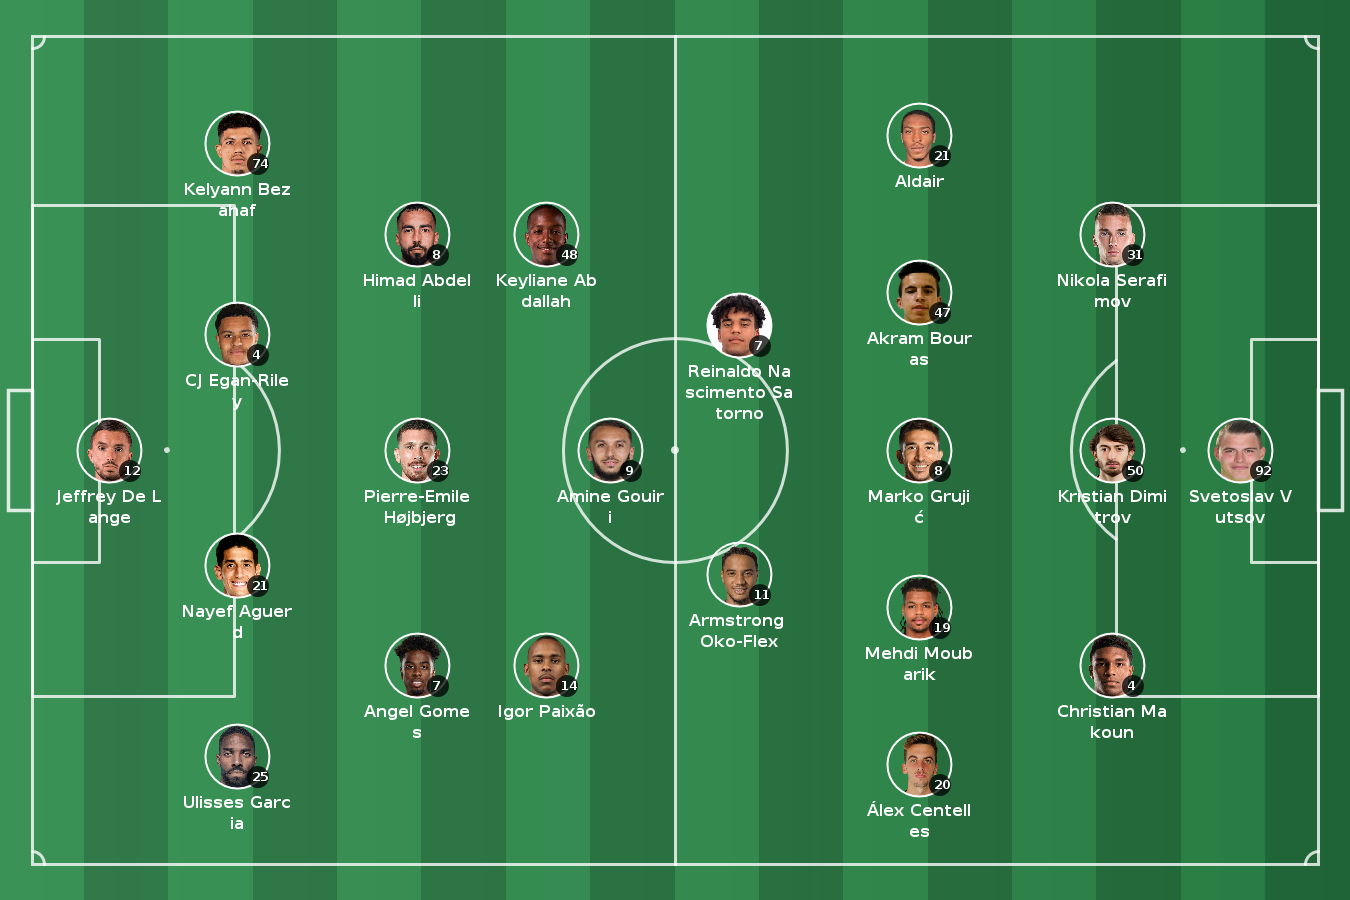 74
Kelyann Bez
ahaf
4
CJ Egan-Rile
y
12
Jeffrey De L
ange
21
Nayef Aguer
d
25
Ulisses Garc
ia
8
Himad Abdel
li
23
Pierre-Emile
Højbjerg
7
Angel Gome
s
48
Keyliane Ab
dallah
14
Igor Paixão
9
Amine Gouir
i
7
Reinaldo Na
scimento Sa
torno
11
Armstrong
Oko-Flex
21
Aldair
47
Akram Bour
as
8
Marko Gruji
ć
19
Mehdi Moub
arik
20
Álex Centell
es
31
Nikola Serafi
mov
50
Kristian Dimi
trov
4
Christian Ma
koun
92
Svetoslav V
utsov